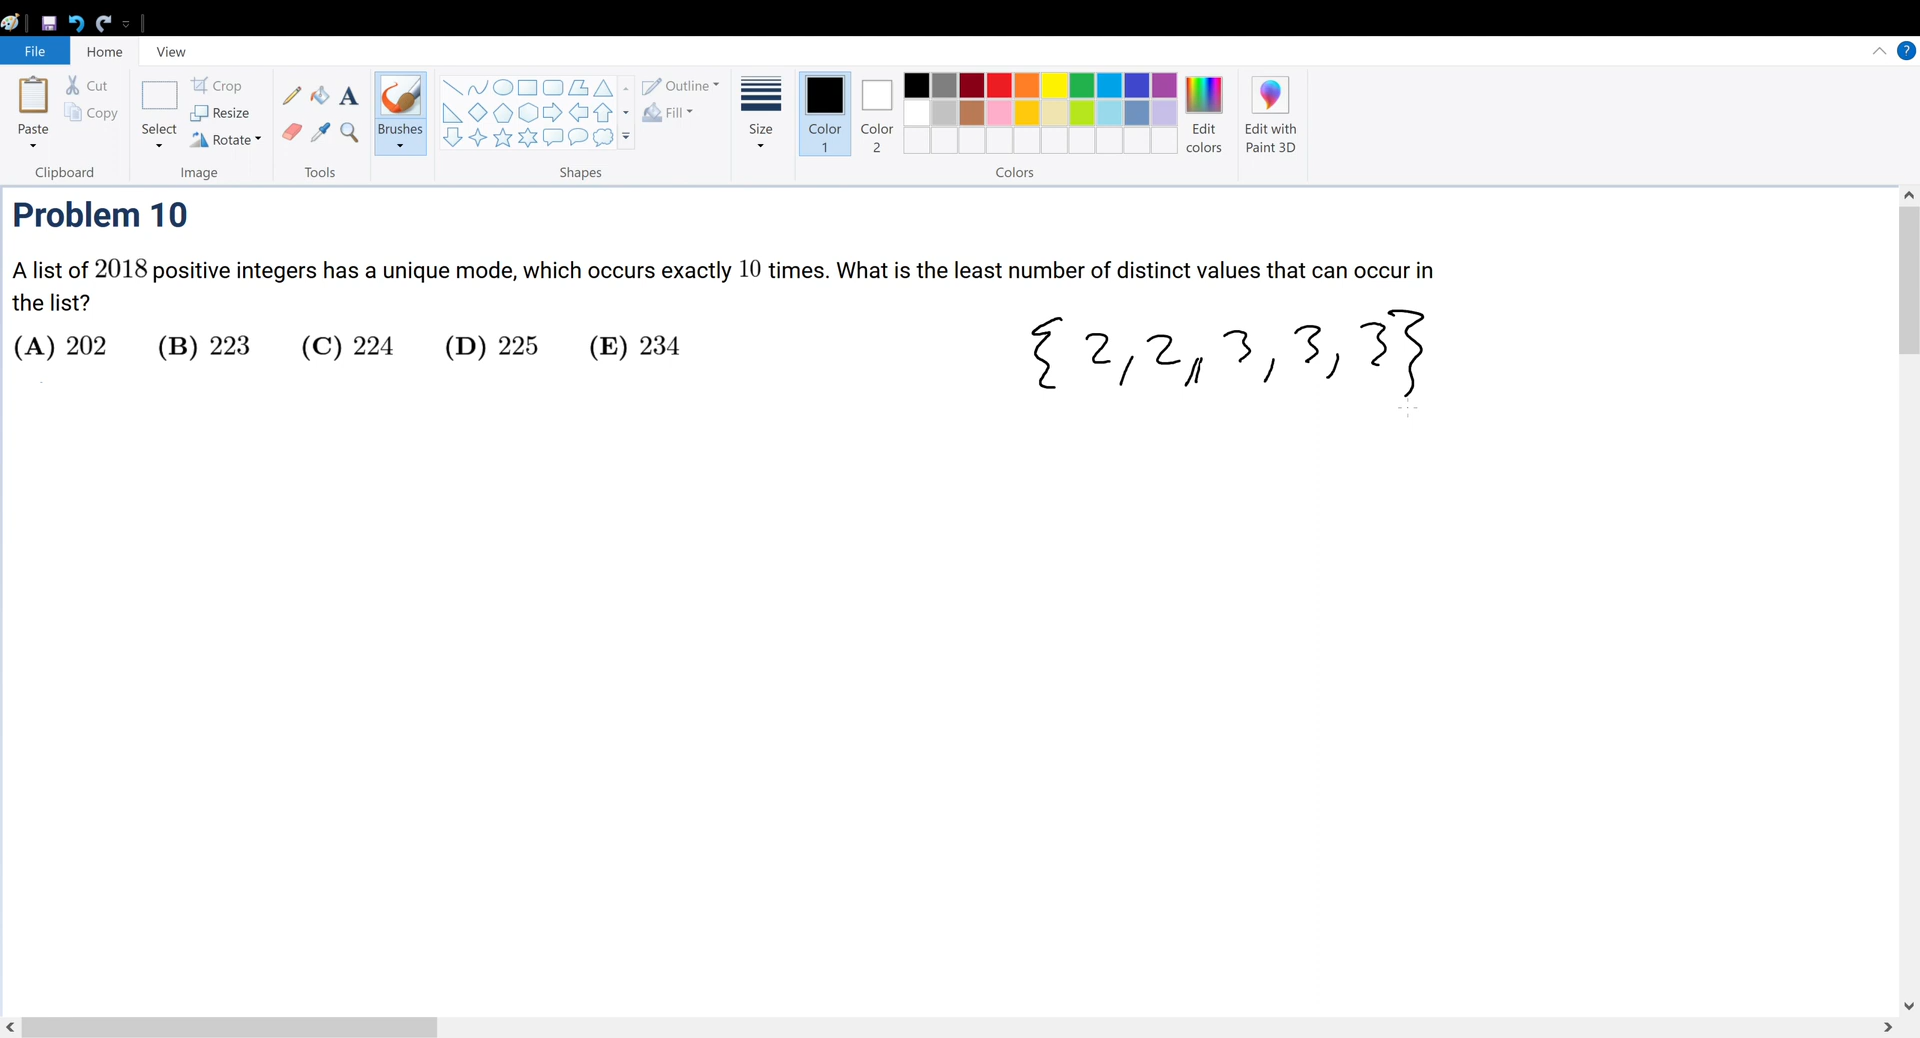 File Home View ?
Cut Crop Outline
Copy Resize Fill
Paste Select Rotate Brushes Size Color 1 Color 2 Edit colors Edit with Paint 3D
Clipboard Image Tools Shapes Colors
Problem 10
A list of 2018 positive integers has a unique mode, which occurs exactly 10 times. What is the least number of distinct values that can occur in
the list?
(A) 202 (B) 223 (C) 224 (D) 225 (E) 234
{ 2, 2,, 3, 3, 3}